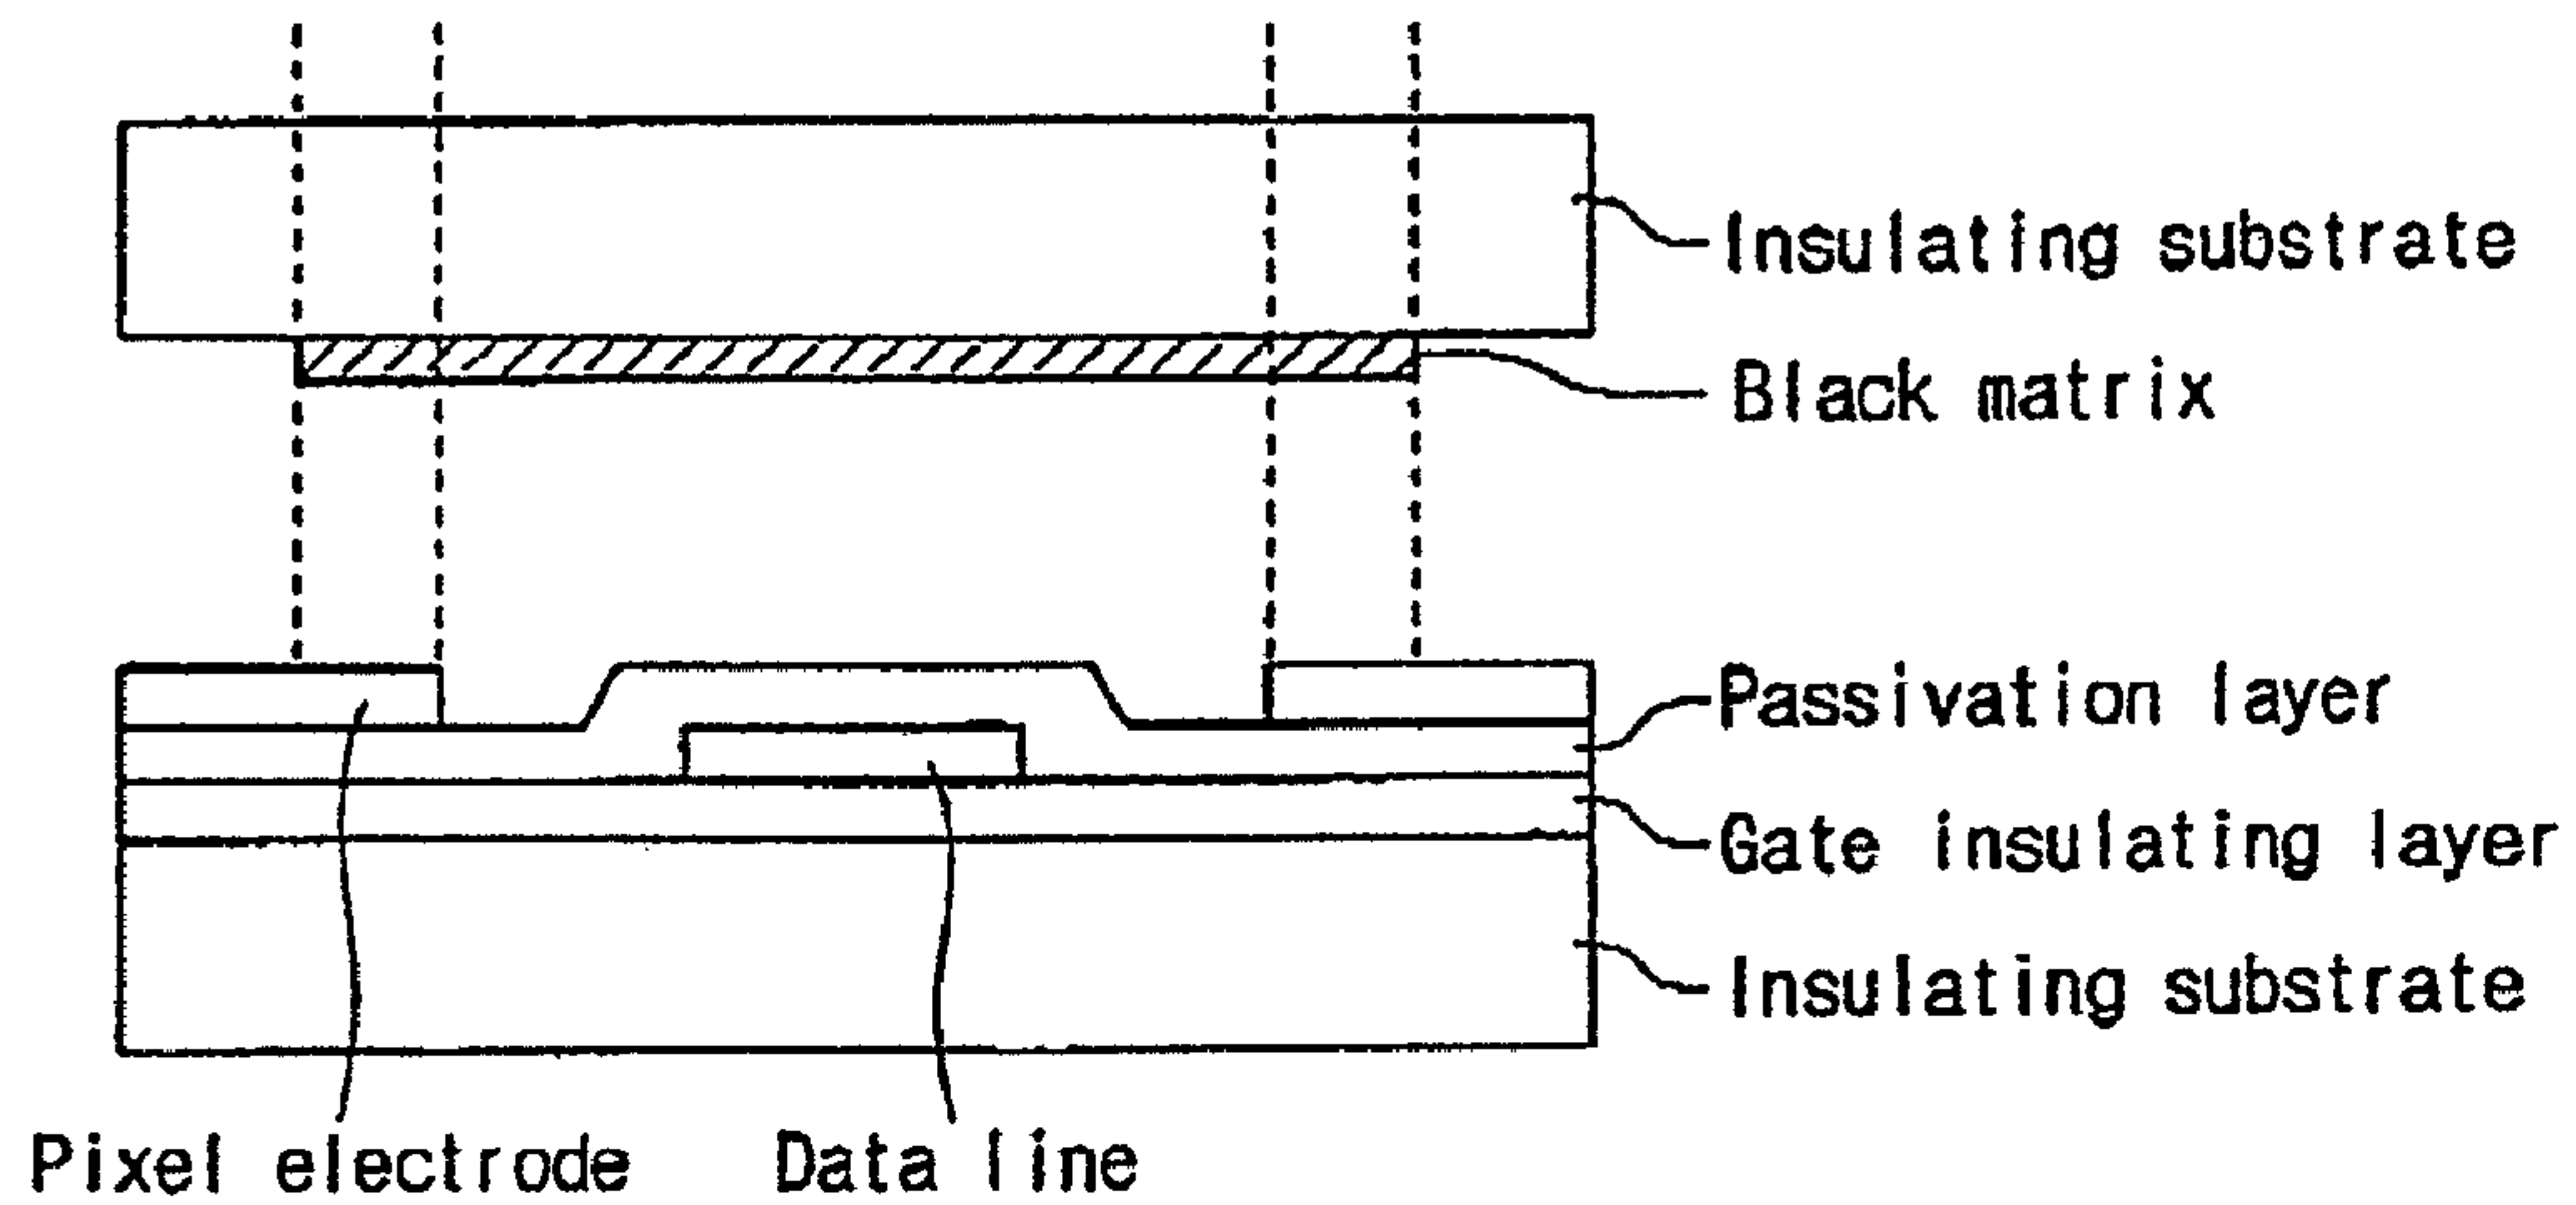 Insulating substrate
Black matrix
Passivation layer
Gate insulating layer
Insulating substrate
Pixel electrode
Data line